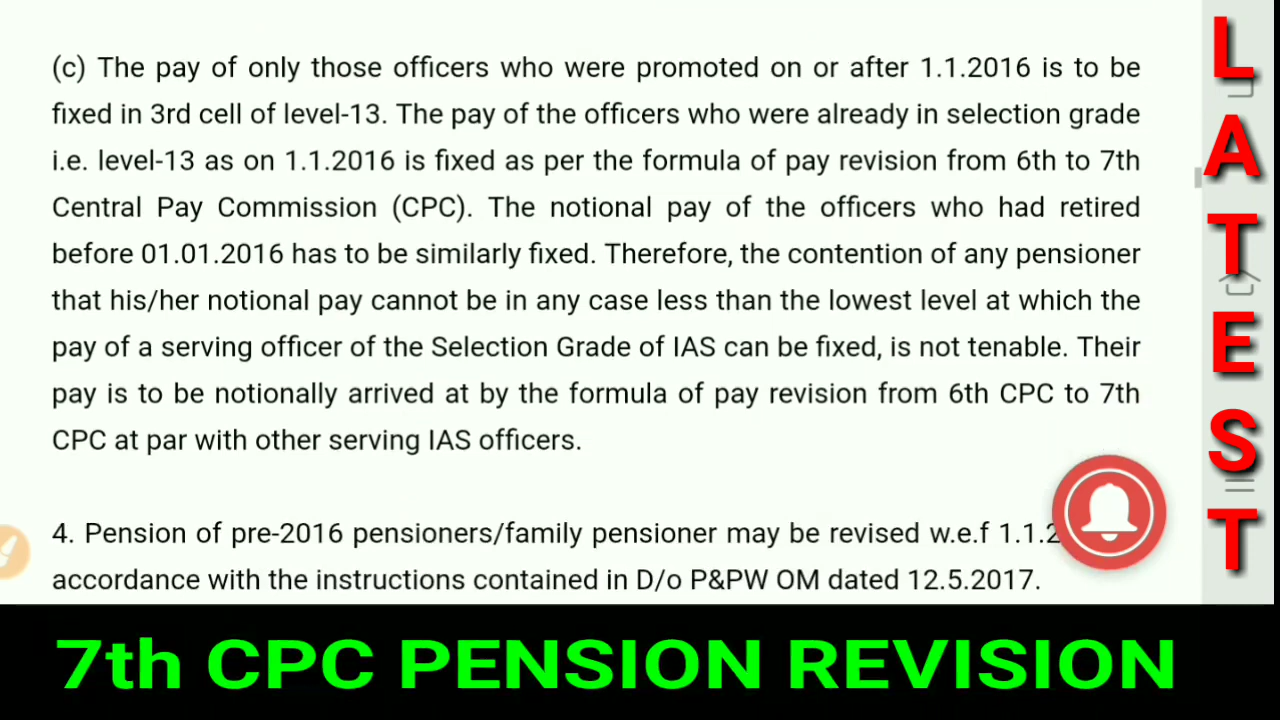 (c) The pay of only those officers who were promoted on or after 1.1.2016 is to be
fixed in 3rd cell of level-13. The pay of the officers who were already in selection grade
i.e. level-13 as on 1.1.2016 is fixed as per the formula of pay revision from 6th to 7th
Central Pay Commission (CPC). The notional pay of the officers who had retired
before 01.01.2016 has to be similarly fixed. Therefore, the contention of any pensioner
that his/her notional pay cannot be in any case less than the lowest level at which the
pay of a serving officer of the Selection Grade of IAS can be fixed, is not tenable. Their
pay is to be notionally arrived at by the formula of pay revision from 6th CPC to 7th
CPC at par with other serving IAS officers.
4. Pension of pre-2016 pensioners/family pensioner may be revised w.e.f 1.1.2
accordance with the instructions contained in D/o P&PW OM dated 12.5.2017.
LATEST
7th CPC PENSION REVISION